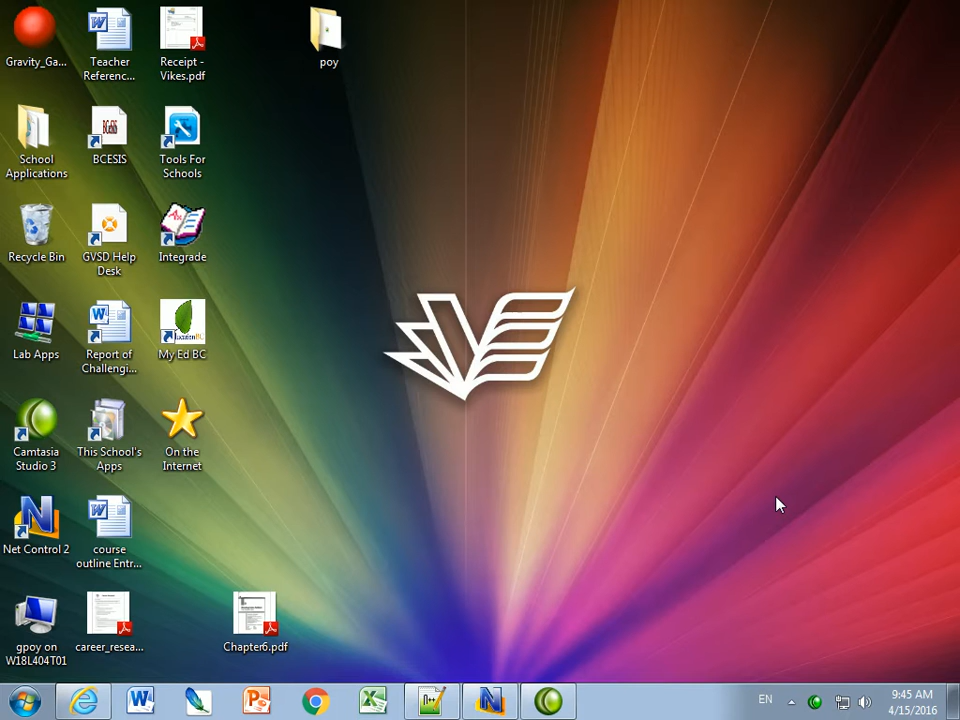 Gravity_Ga...
Teacher
Referenc...
Receipt -
Vikes.pdf
poy
School
Applications
BCESIS
Tools For
Schools
Recycle Bin
GVSD Help
Desk
Integrade
Lab Apps
Report of
Challengi...
My Ed BC
Camtasia
Studio 3
This School's
Apps
On the
Internet
Net Control 2
course
outline Entr...
gpoy on
W18L404T01
career_resea...
Chapter6.pdf
EN
9:45 AM
4/15/2016